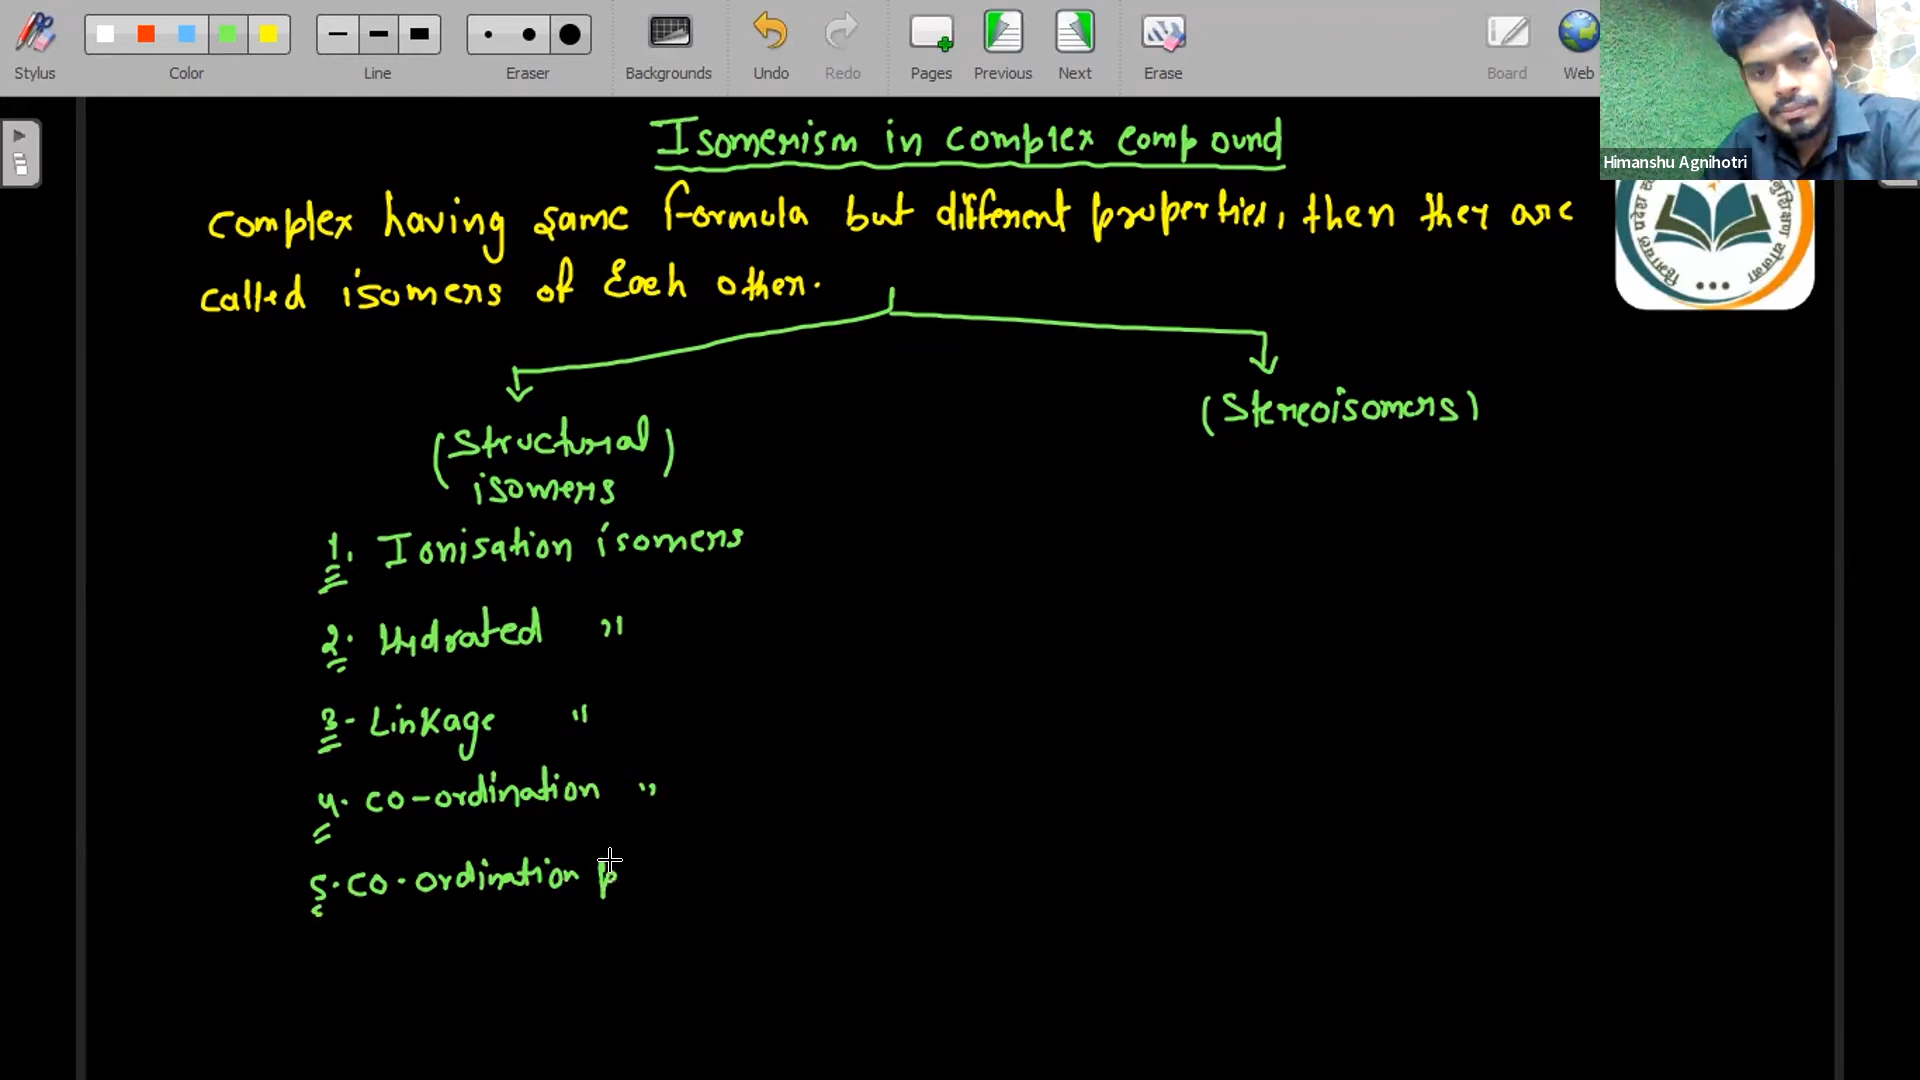 Stylus
Color
Line
Eraser
Backgrounds
Undo
Redo
Pages
Previous
Next
Erase
Board
Web
Himanshu Agnihotri
Isomerism in complex compound
complex having same formula but different properties, then they are
called isomers of Each other.
(Structural)
isomers
(Stereoisomers)
1. Ionisation isomers
2. Hydrated "
3- Linkage "
4. co-ordination "
5. co-ordination p